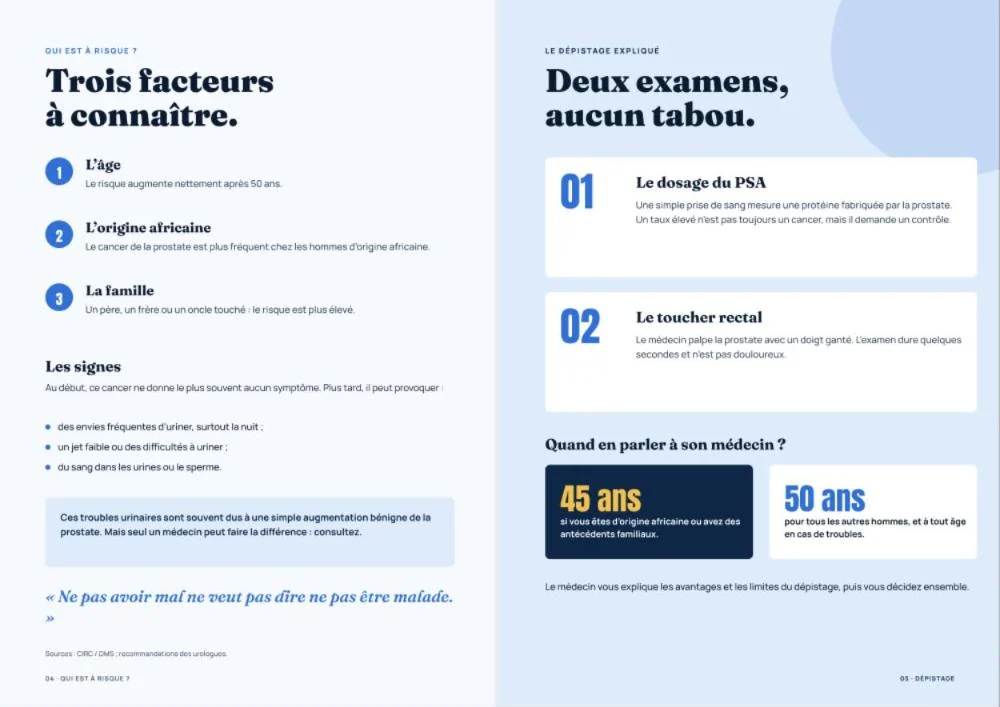 QUI EST À RISQUE ?
Trois facteurs
à connaître.
1
L'âge
Le risque augmente nettement après 50 ans.
2
L'origine africaine
Le cancer de la prostate est plus fréquent chez les hommes d'origine africaine.
3
La famille
Un père, un frère ou un oncle touché : le risque est plus élevé.
Les signes
Au début, ce cancer ne donne le plus souvent aucun symptôme. Plus tard, il peut provoquer :
des envies fréquentes d'uriner, surtout la nuit ;
un jet faible ou des difficultés à uriner ;
du sang dans les urines ou le sperme.
Ces troubles urinaires sont souvent dus à une simple augmentation bénigne de la
prostate. Mais seul un médecin peut faire la différence : consultez.
« Ne pas avoir mal ne veut pas dire ne pas être malade.
»
Sources : CIRC / OMS ; recommandations des urologues.
04 · QUI EST À RISQUE ?
LE DÉPISTAGE EXPLIQUÉ
Deux examens,
aucun tabou.
01
Le dosage du PSA
Une simple prise de sang mesure une protéine fabriquée par la prostate.
Un taux élevé n'est pas toujours un cancer, mais il demande un contrôle.
02
Le toucher rectal
Le médecin palpe la prostate avec un doigt ganté. L'examen dure quelques
secondes et n'est pas douloureux.
Quand en parler à son médecin ?
45 ans
si vous êtes d'origine africaine ou avez des
antécédents familiaux.
50 ans
pour tous les autres hommes, et à tout âge
en cas de troubles.
Le médecin vous explique les avantages et les limites du dépistage, puis vous décidez ensemble.
05 · DÉPISTAGE